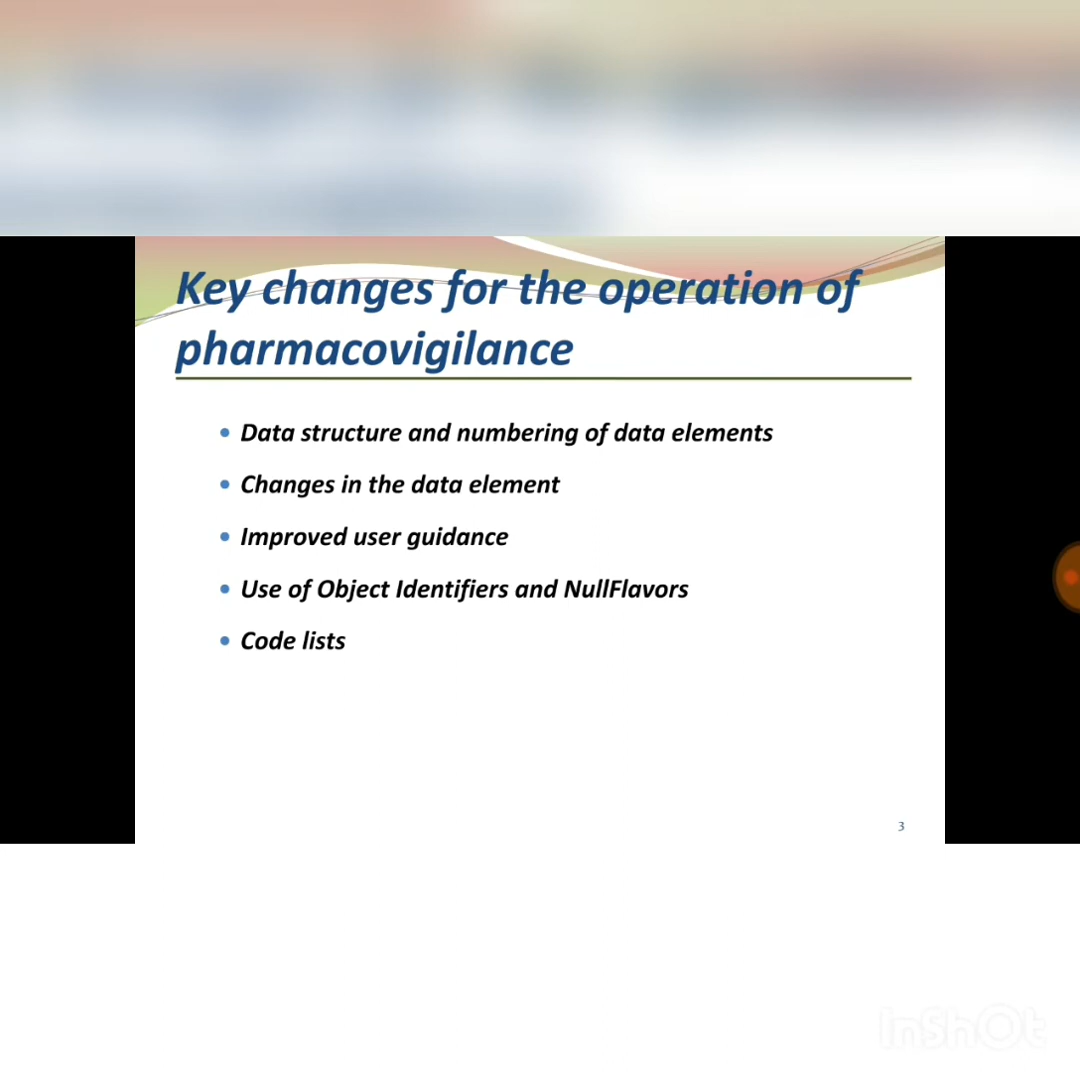 Key changes for the operation of
pharmacovigilance
Data structure and numbering of data elements
Changes in the data element
Improved user guidance
Use of Object Identifiers and NullFlavors
Code lists
3
InShOt